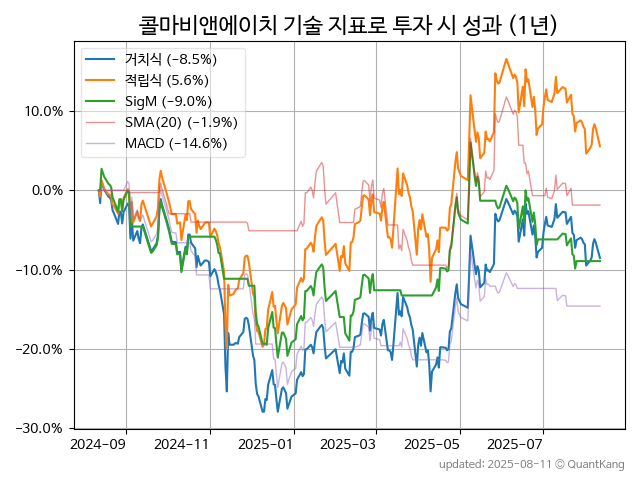 콜마비앤에이치 기술 지표로 투자 시 성과 (1년)
거치식 (−8.5%)
적립식 (5.6%)
SigM (−9.0%)
SMA(20) (−1.9%)
MACD (−14.6%)
10.0%
0.0%
−10.0%
−20.0%
−30.0%
2024-09 2024-11 2025-01 2025-03 2025-05 2025-07
updated: 2025-08-11 © QuantKang